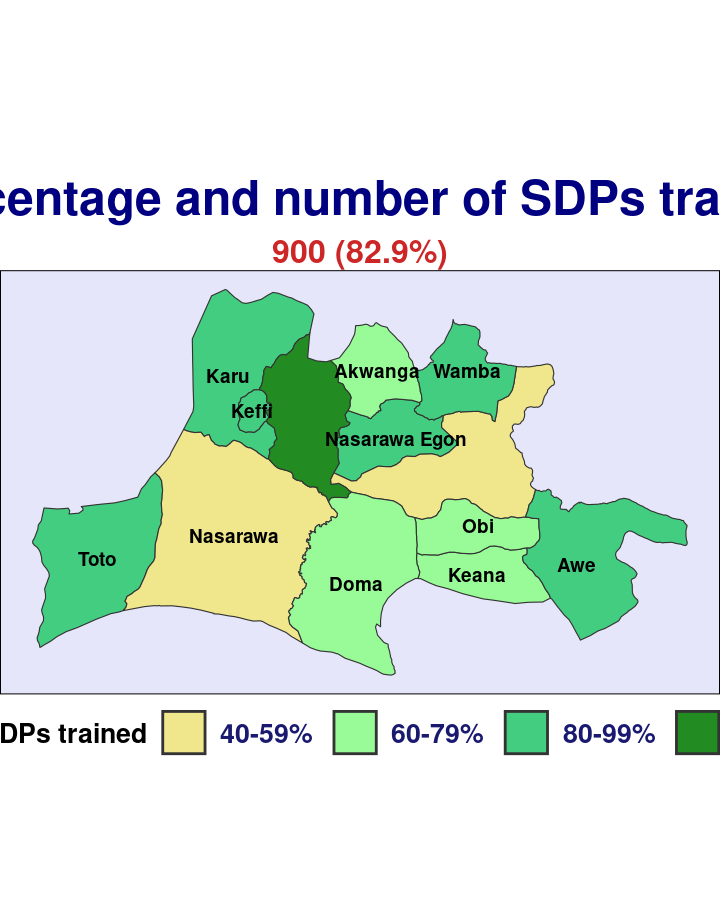 centage and number of SDPs tra
900 (82.9%)
Akwanga
Wamba
Karu
Keffi
Nasarawa Egon
Obi
Nasarawa
Toto
Awe
Keana
Doma
DPs trained 40-59% 60-79% 80-99%